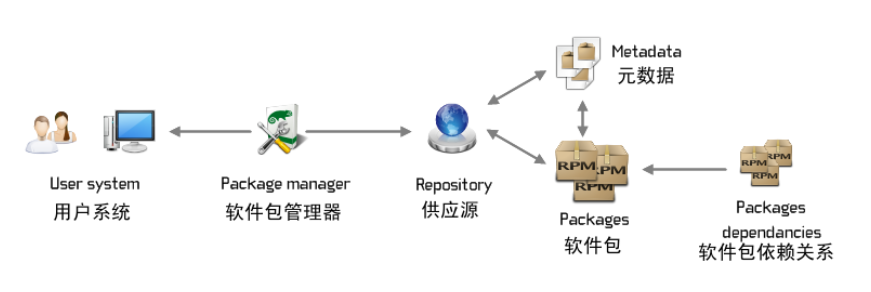 Metadata
元数据
User system
用户系统
Package manager
软件包管理器
Repository
供应源
RPM
RPM
RPM
Packages
软件包
RPM
RPM
RPM
Packages
dependancies
软件包依赖关系